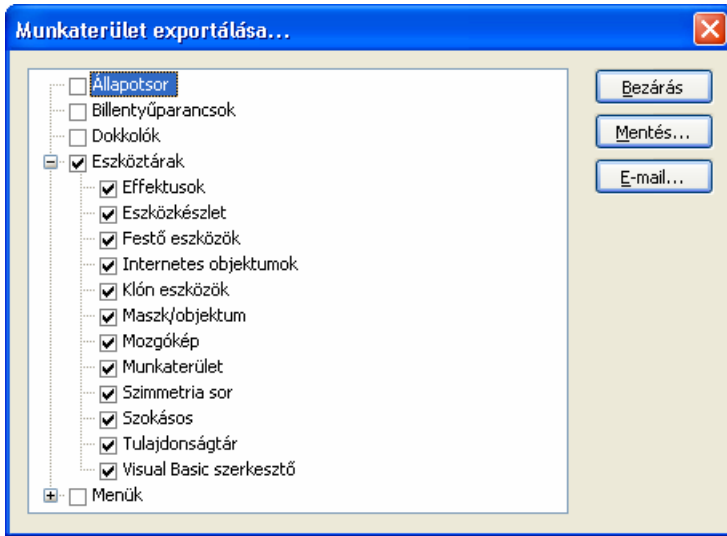 Munkaterület exportálása...
Állapotsor
Billentyűparancsok
Dokkolók
Eszköztárak
Effektusok
Eszközkészlet
Festő eszközök
Internetes objektumok
Klón eszközök
Maszk/objektum
Mozgókép
Munkaterület
Szimmetria sor
Szokásos
Tulajdonságtár
Visual Basic szerkesztő
Menük
Bezárás
Mentés...
E-mail...